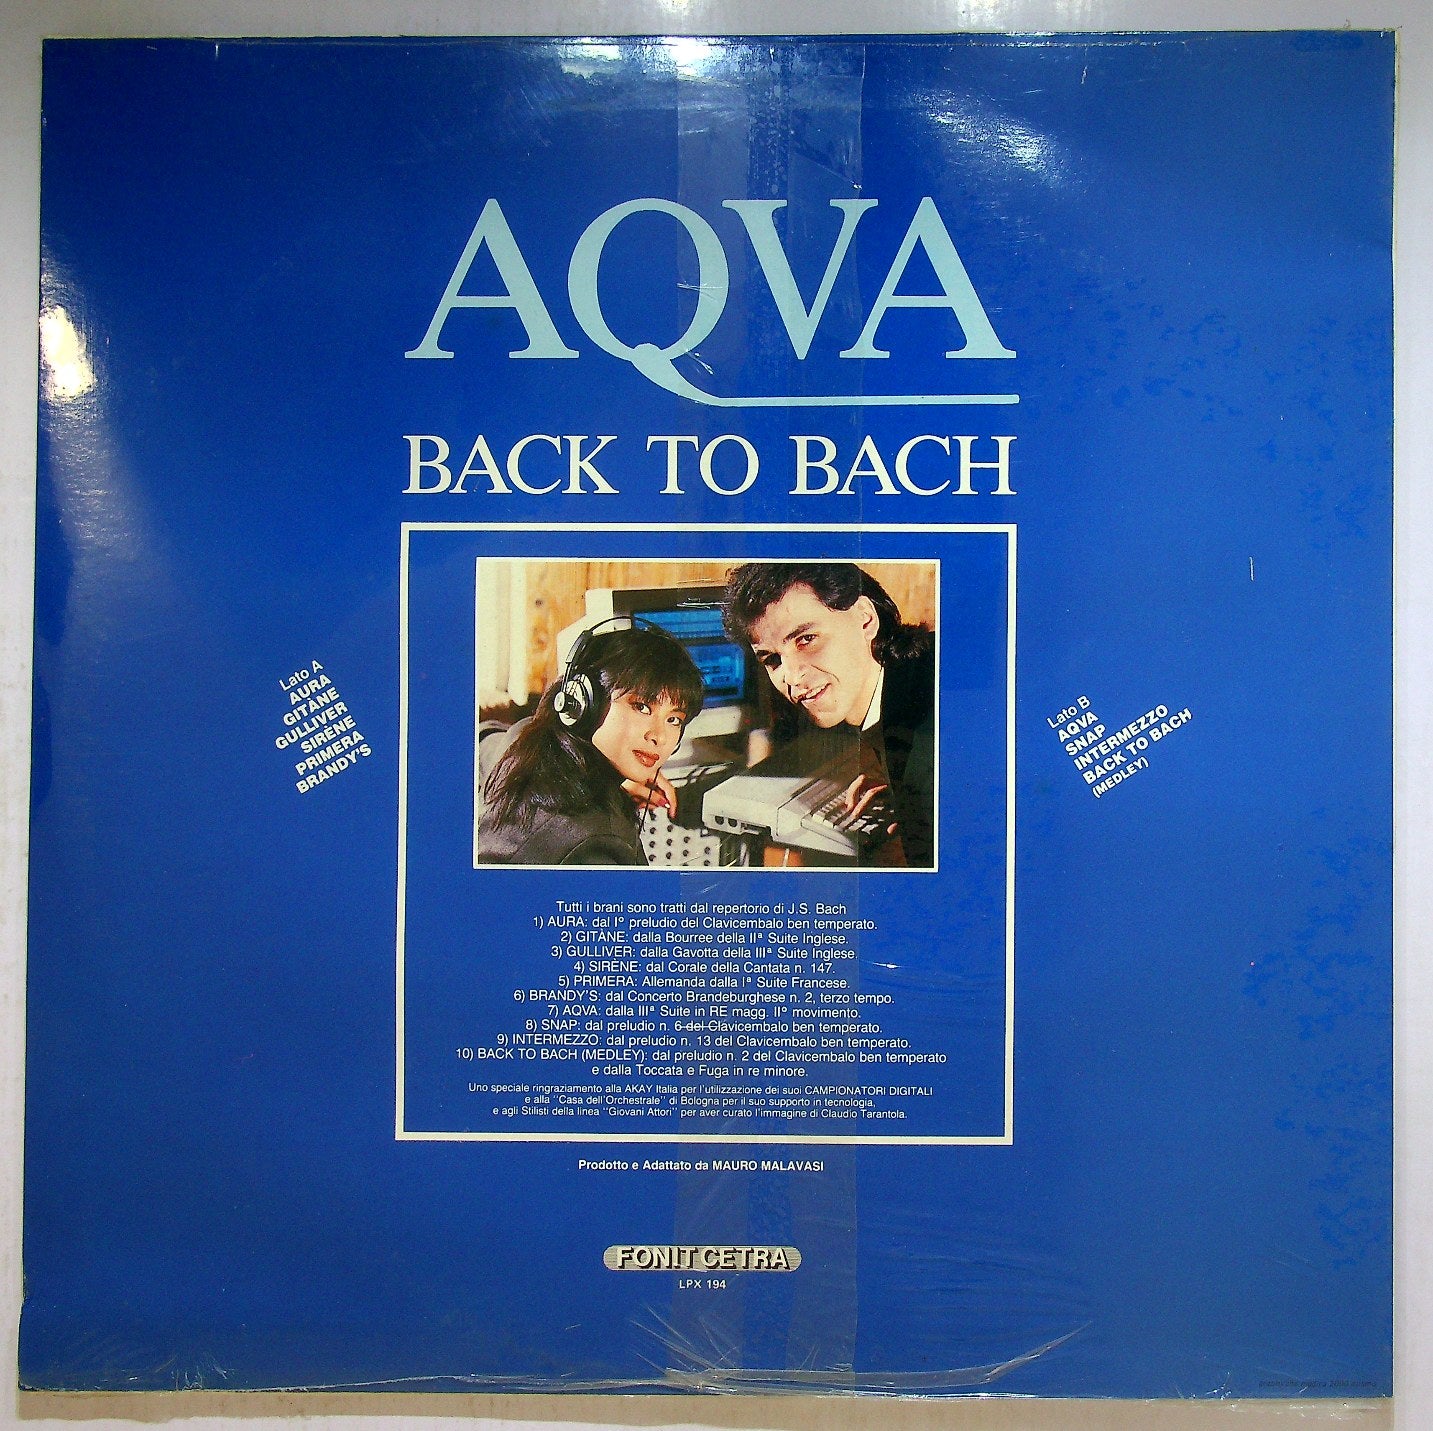 AQVA
BACK TO BACH
Lato A
AURA
GITÀNE
GULLIVER
SIRÈNE
PRIMERA
BRANDY'S
Lato B
AQVA
SNAP
INTERMEZZO
BACK TO BACH
(MEDLEY)
Tutti i brani sono tratti dal repertorio di J.S. Bach
1) AURA: dal I° preludio del Clavicembalo ben temperato.
2) GITÀNE: dalla Bourree della IIª Suite Inglese.
3) GULLIVER: dalla Gavotta della IIIª Suite Inglese.
4) SIRÈNE: dal Corale della Cantata n. 147.
5) PRIMERA: Allemanda dalla Iª Suite Francese.
6) BRANDY'S: dal Concerto Brandeburghese n. 2, terzo tempo.
7) AQVA: dalla IIIª Suite in RE magg. II° movimento.
8) SNAP: dal preludio n. 6 del Clavicembalo ben temperato.
9) INTERMEZZO: dal preludio n. 13 del Clavicembalo ben temperato.
10) BACK TO BACH (MEDLEY): dal preludio n. 2 del Clavicembalo ben temperato
e dalla Toccata e Fuga in re minore.
Uno speciale ringraziamento alla AKAY Italia per l'utilizzazione dei suoi CAMPIONATORI DIGITALI
e alla "Casa dell'Orchestrale" di Bologna per il suo supporto in tecnologia,
e agli Stilisti della linea "Giovani Attori" per aver curato l'immagine di Claudio Tarantola.
Prodotto e Adattato da MAURO MALAVASI
FONIT CETRA
LPX 194